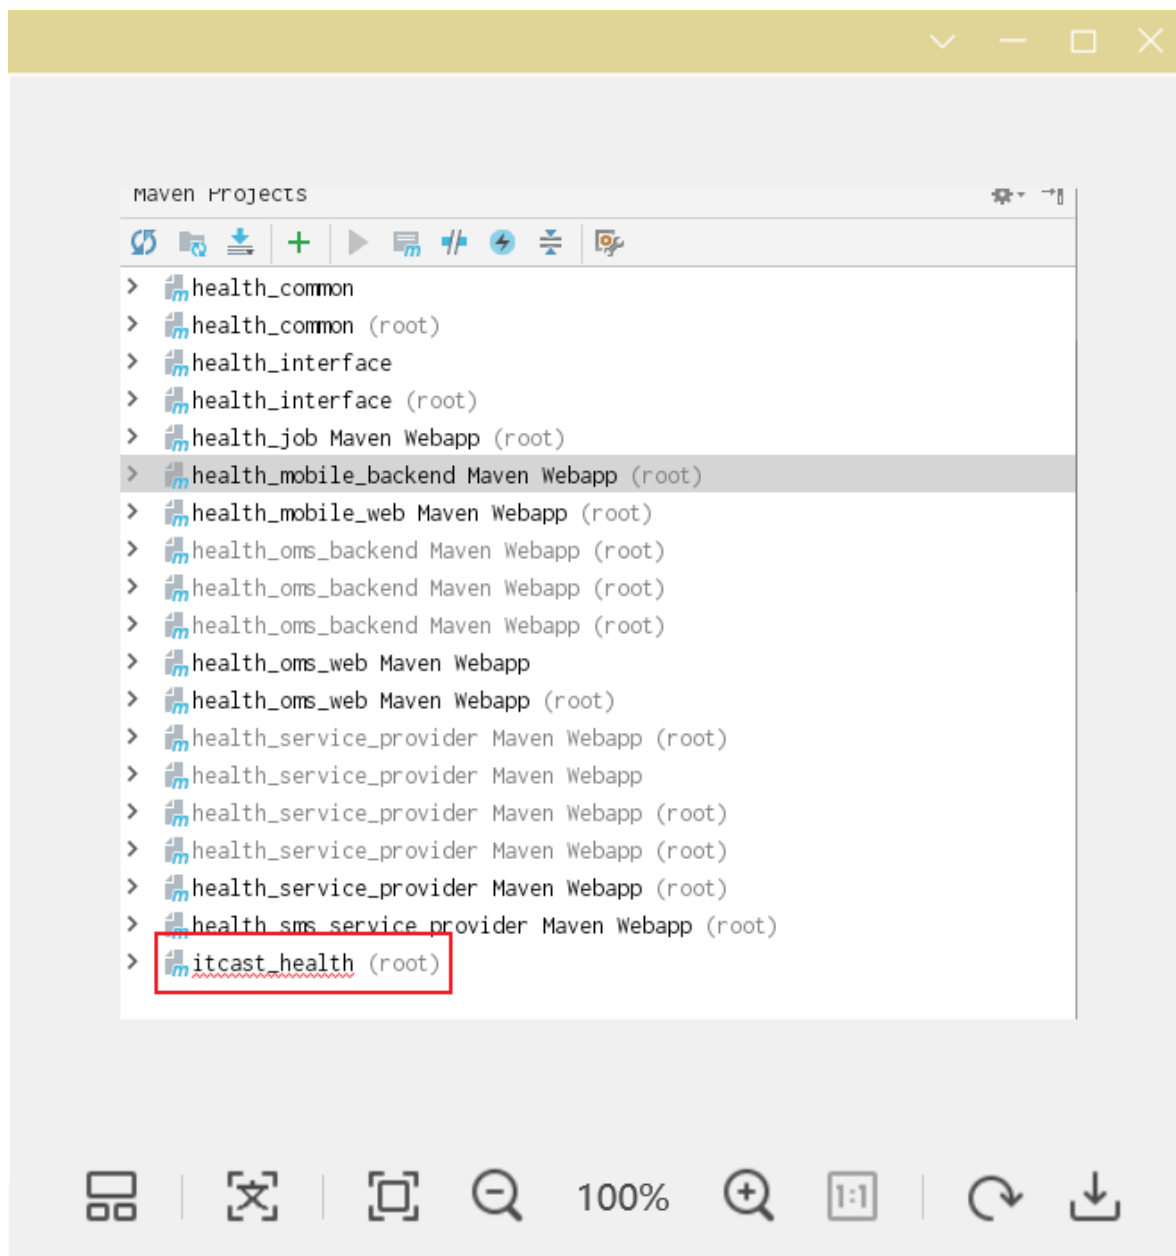 Maven Projects
health_common
health_common (root)
health_interface
health_interface (root)
health_job Maven Webapp (root)
health_mobile_backend Maven Webapp (root)
health_mobile_web Maven Webapp (root)
health_oms_backend Maven Webapp (root)
health_oms_backend Maven Webapp (root)
health_oms_backend Maven Webapp (root)
health_oms_web Maven Webapp
health_oms_web Maven Webapp (root)
health_service_provider Maven Webapp (root)
health_service_provider Maven Webapp
health_service_provider Maven Webapp (root)
health_service_provider Maven Webapp (root)
health_service_provider Maven Webapp (root)
health_sms_service_provider Maven Webapp (root)
itcast_health (root)
文 100% 1:1